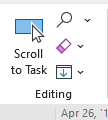 Scroll
to Task
Editing
Apr 26, '1